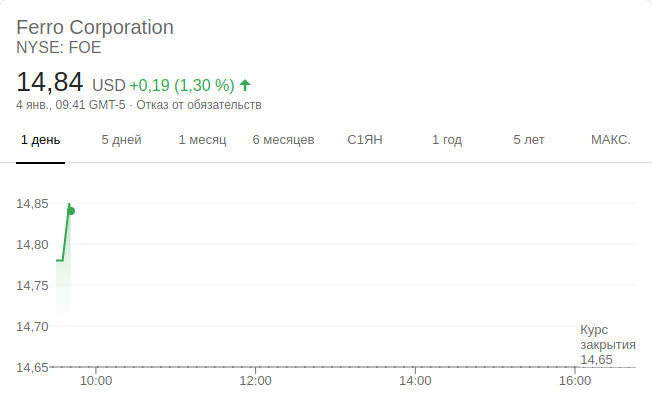 Ferro Corporation
NYSE: FOE
14,84 USD +0,19 (1,30 %)
4 янв., 09:41 GMT-5 · Отказ от обязательств
1 день 5 дней 1 месяц 6 месяцев С1ЯН 1 год 5 лет МАКС.
14,85
14,80
14,75
14,70
Курс
закрытия
14,65
14,65
10:00 12:00 14:00 16:00